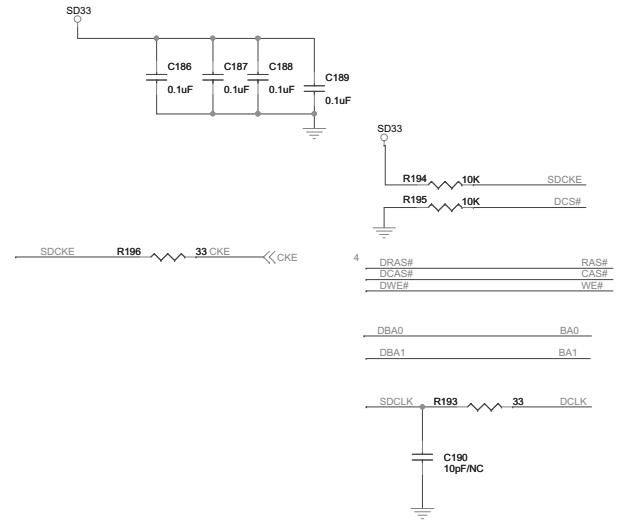 SD33
C186 C187 C188 C189
0.1uF 0.1uF 0.1uF 0.1uF
SD33
R194 10K SDCKE
R195 10K DCS#
SDCKE R196 33 CKE CKE
4
DRAS# RAS#
DCAS# CAS#
DWE# WE#
DBA0 BA0
DBA1 BA1
SDCLK R193 33 DCLK
C190
10pF/NC